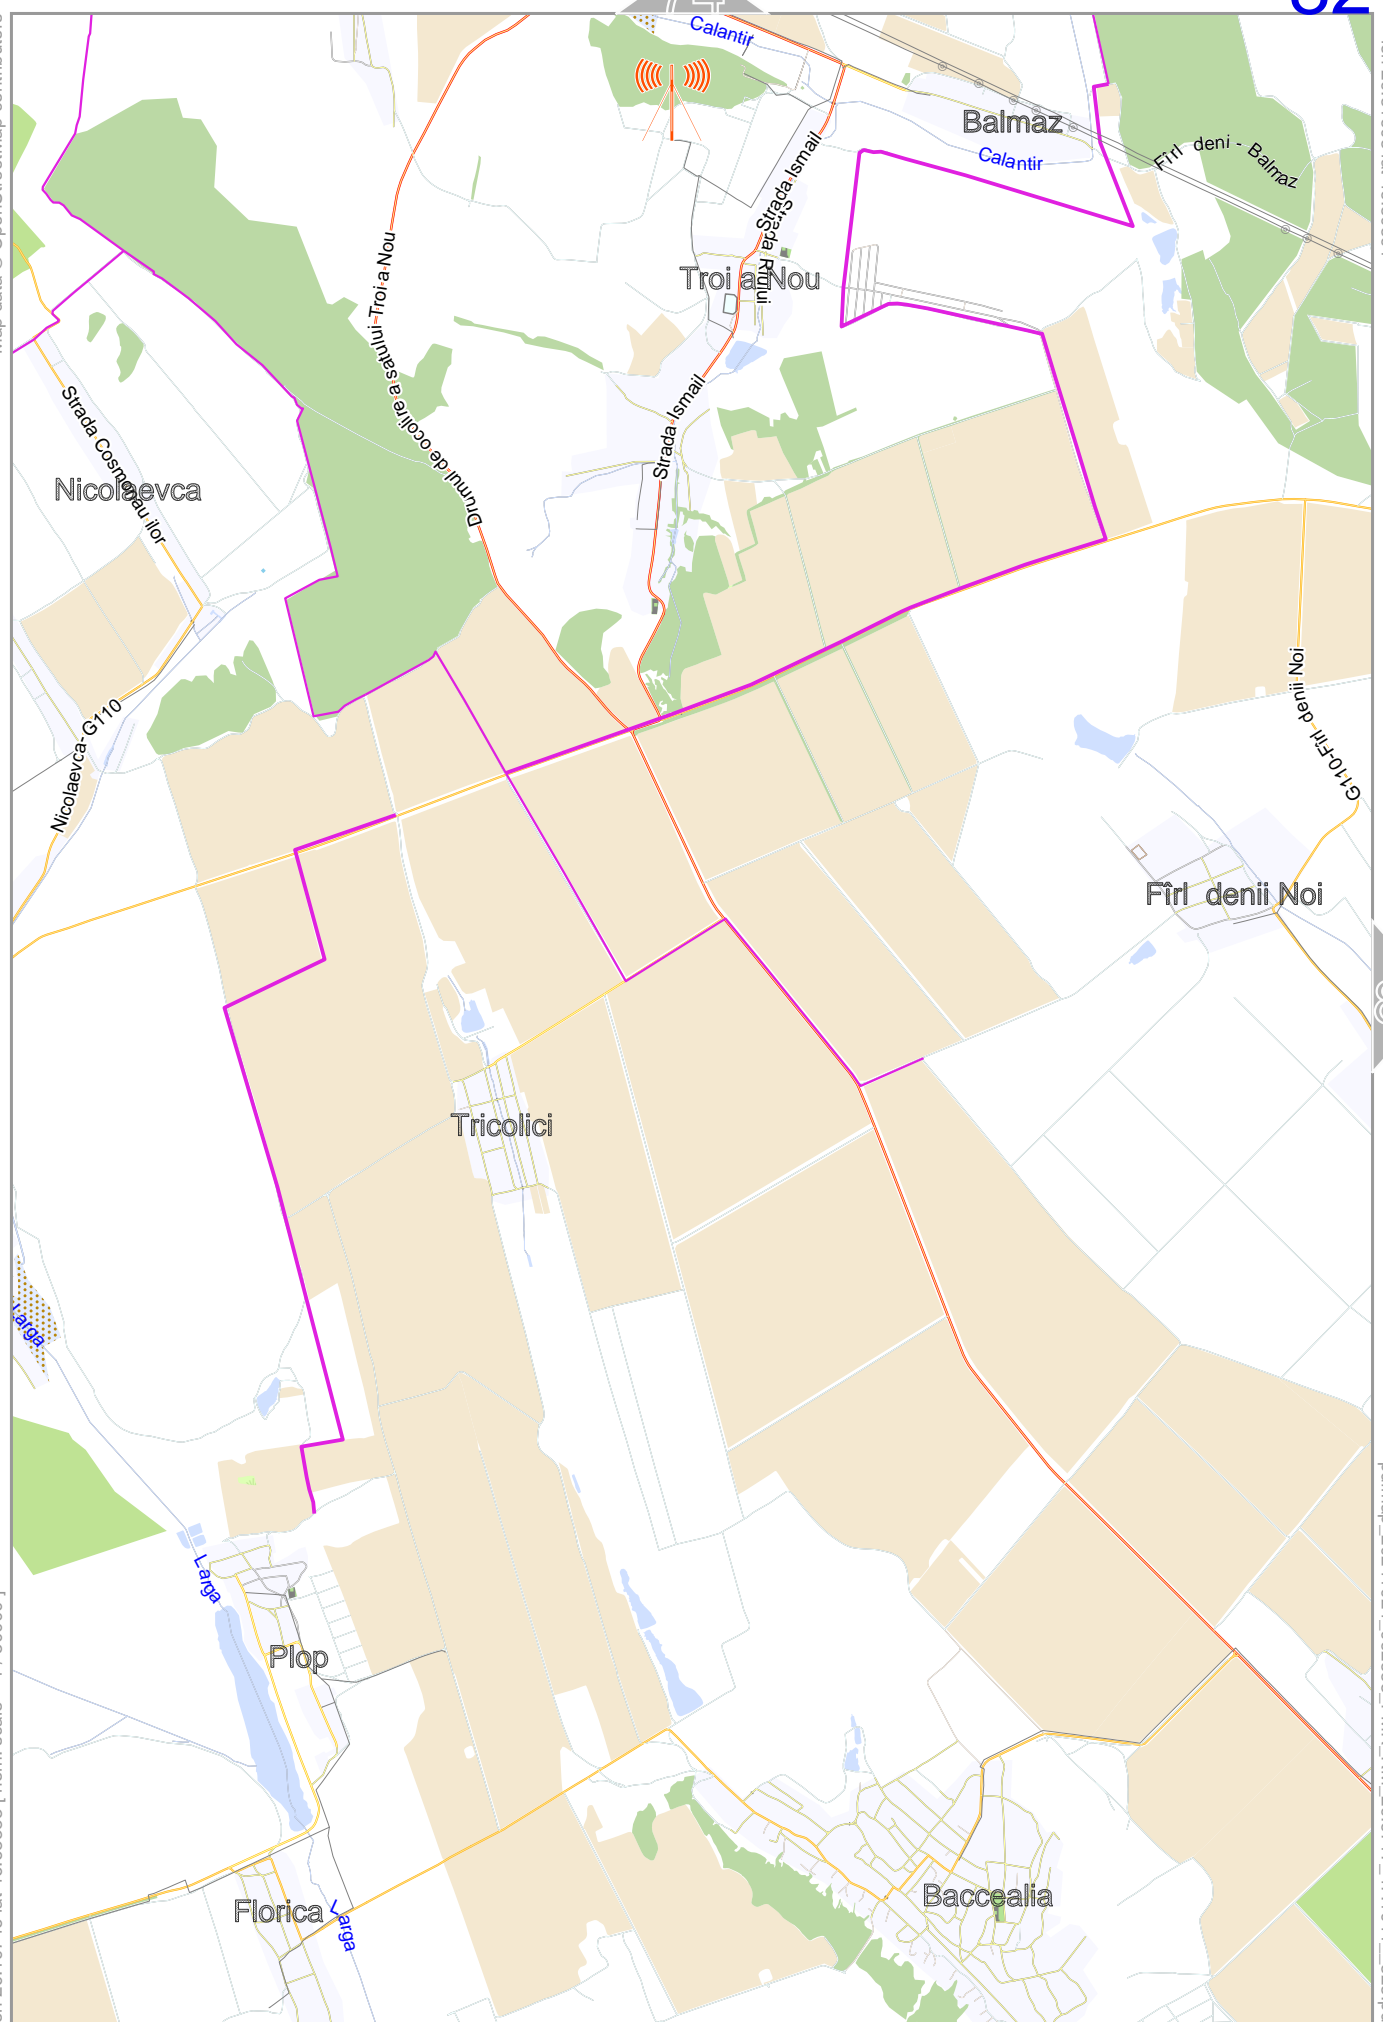 Calantir
Balmaz
Calantir
Fîrl deni - Balmaz
Strada Ismail
Strada Rîului
Troi a Nou
Drumul de ocolire a satului Troi a Nou
Strada Ismail
Strada Cosmonau ilor
Nicolaevca
Nicolaevca- G110
G110-Fîrl denii Noi
Fîrl denii Noi
Tricolici
Larga
Larga
Plop
Florica
Larga
Baccealia